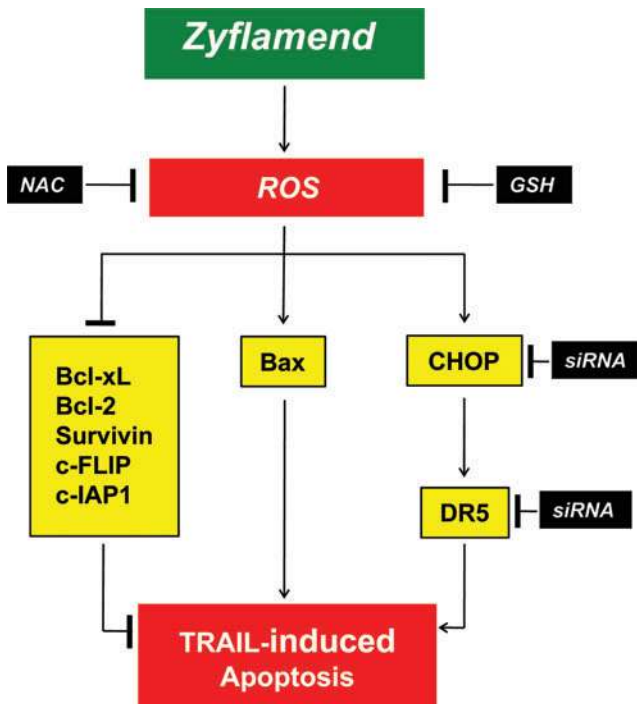 Zyflamend
NAC
ROS
GSH
Bcl-xL
Bcl-2
Survivin
c-FLIP
c-IAP1
Bax
CHOP
siRNA
DR5
siRNA
TRAIL-induced
Apoptosis